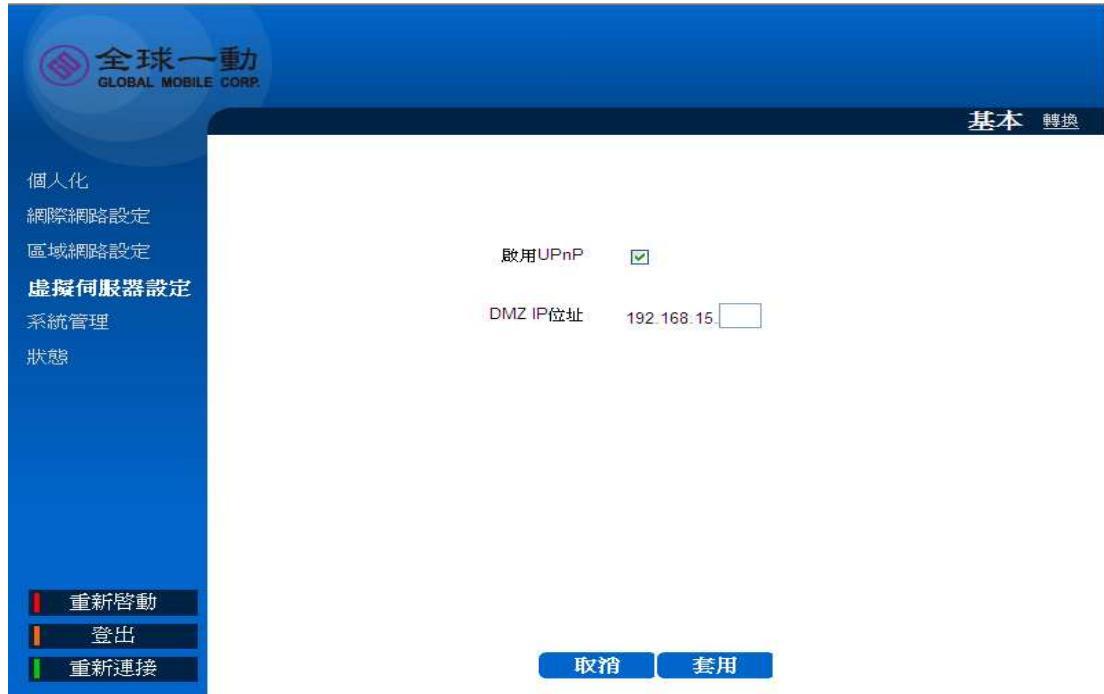 全球一動
GLOBAL MOBILE CORP.
基本 轉換
個人化
網際網路設定
區域網路設定
虛擬伺服器設定
系統管理
狀態
啟用UPnP
DMZ IP位址 192.168.15.
重新啓動
登出
重新連接
取消 套用